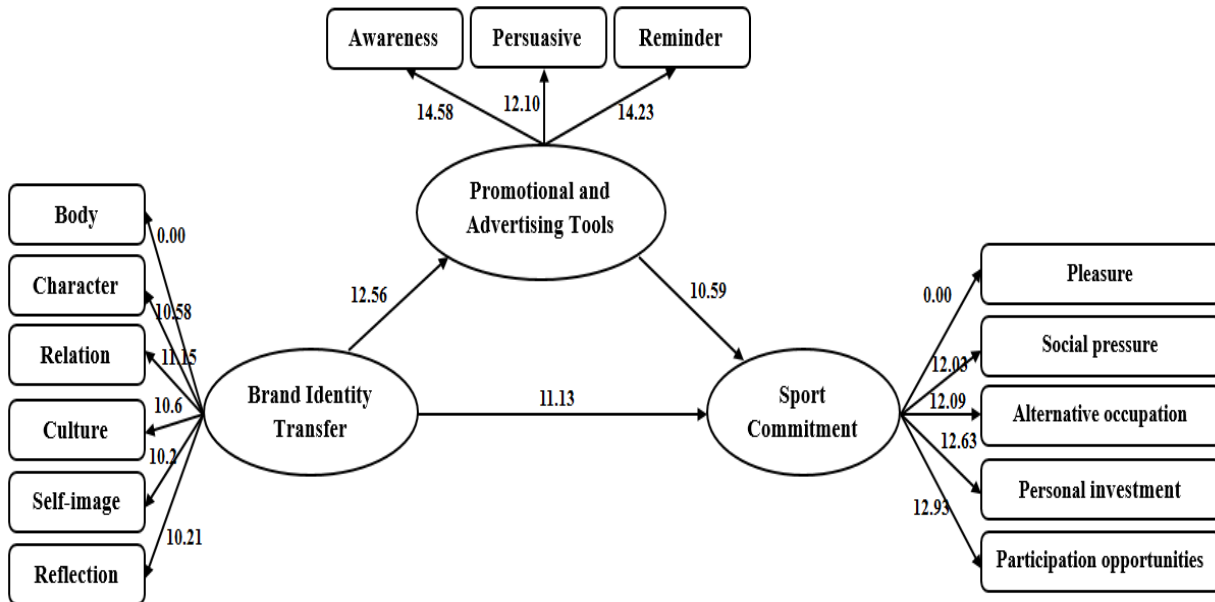 Awareness
Persuasive
Reminder
14.58
12.10
14.23
Promotional and
Advertising Tools
Body
0.00
Character
10.58
Relation
11.15
Culture
10.6
Self-image
10.2
Reflection
10.21
Brand Identity
Transfer
12.56
10.59
11.13
Sport
Commitment
Pleasure
0.00
Social pressure
12.03
Alternative occupation
12.09
Personal investment
12.63
Participation opportunities
12.93